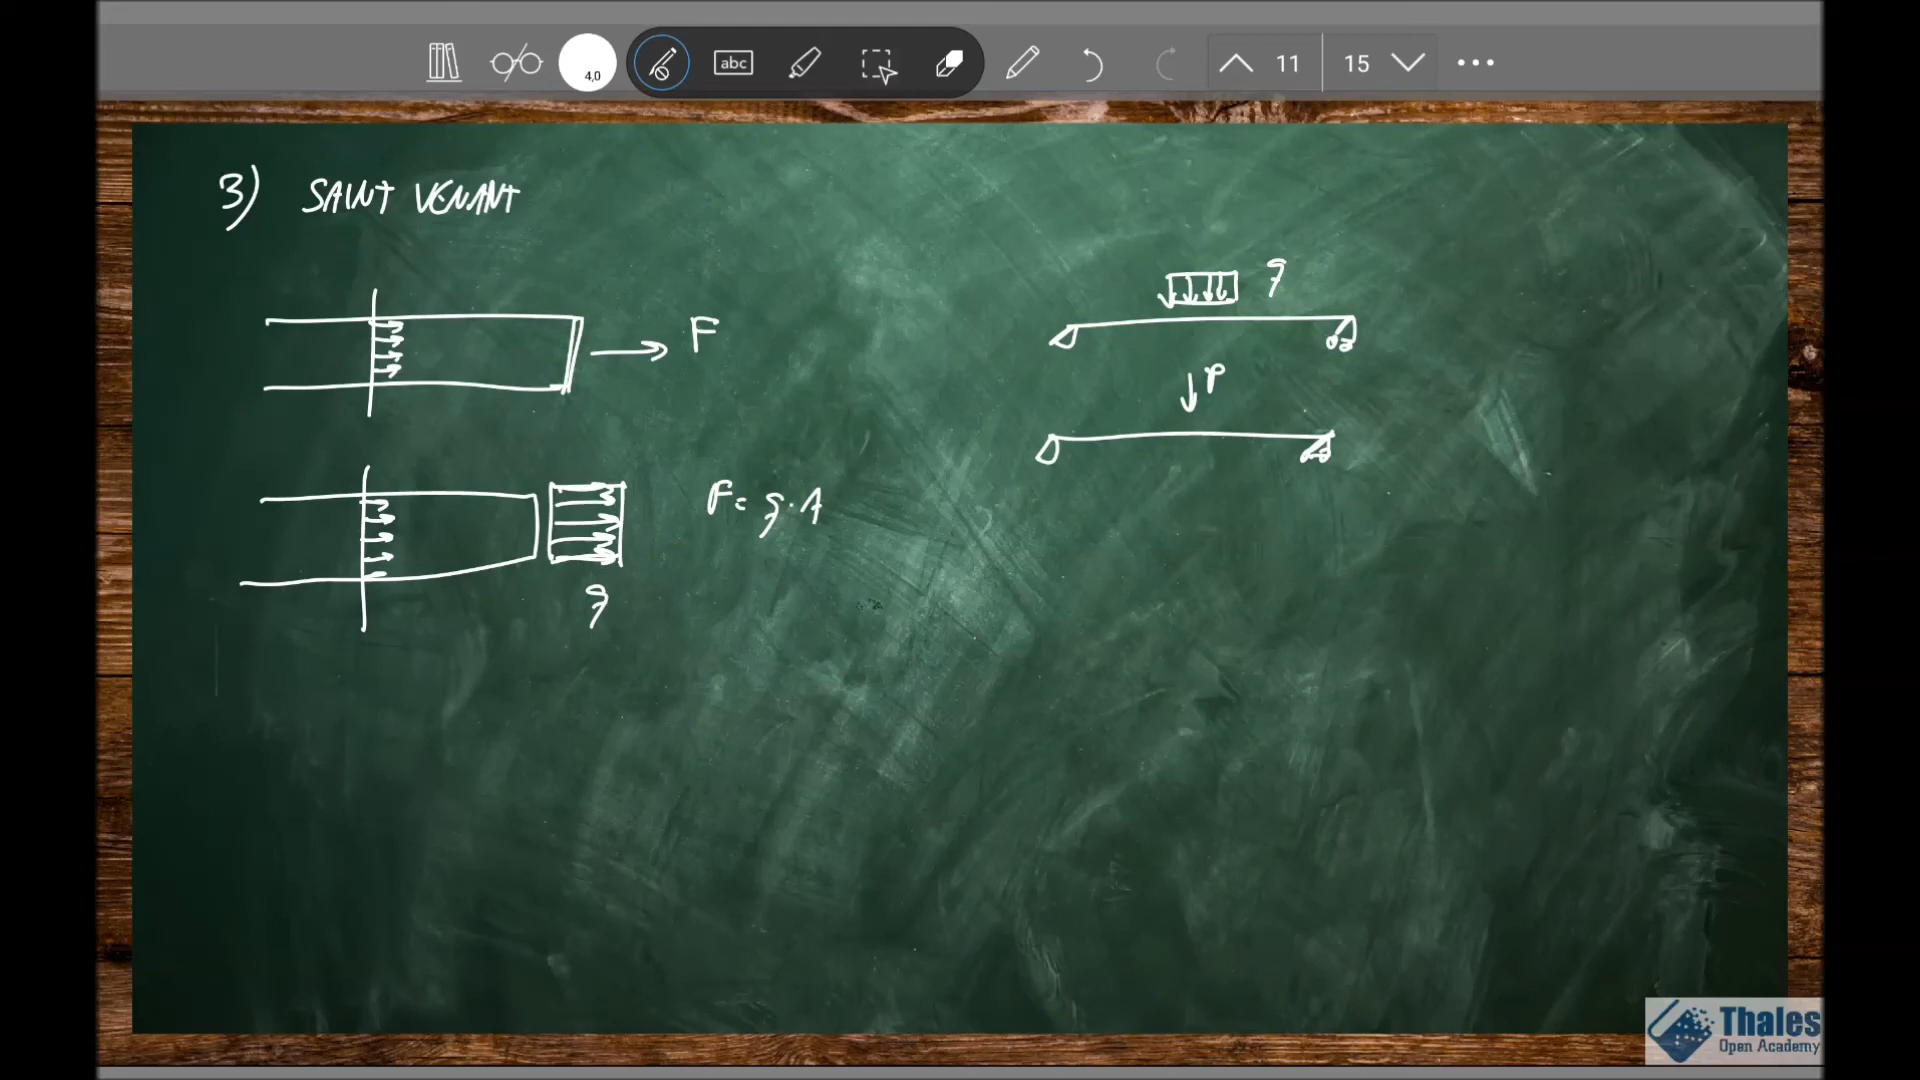 4,0
abc
11
15
3) SAINT VENANT
F
q
P
F = q · A
q
Thales
Open Academy